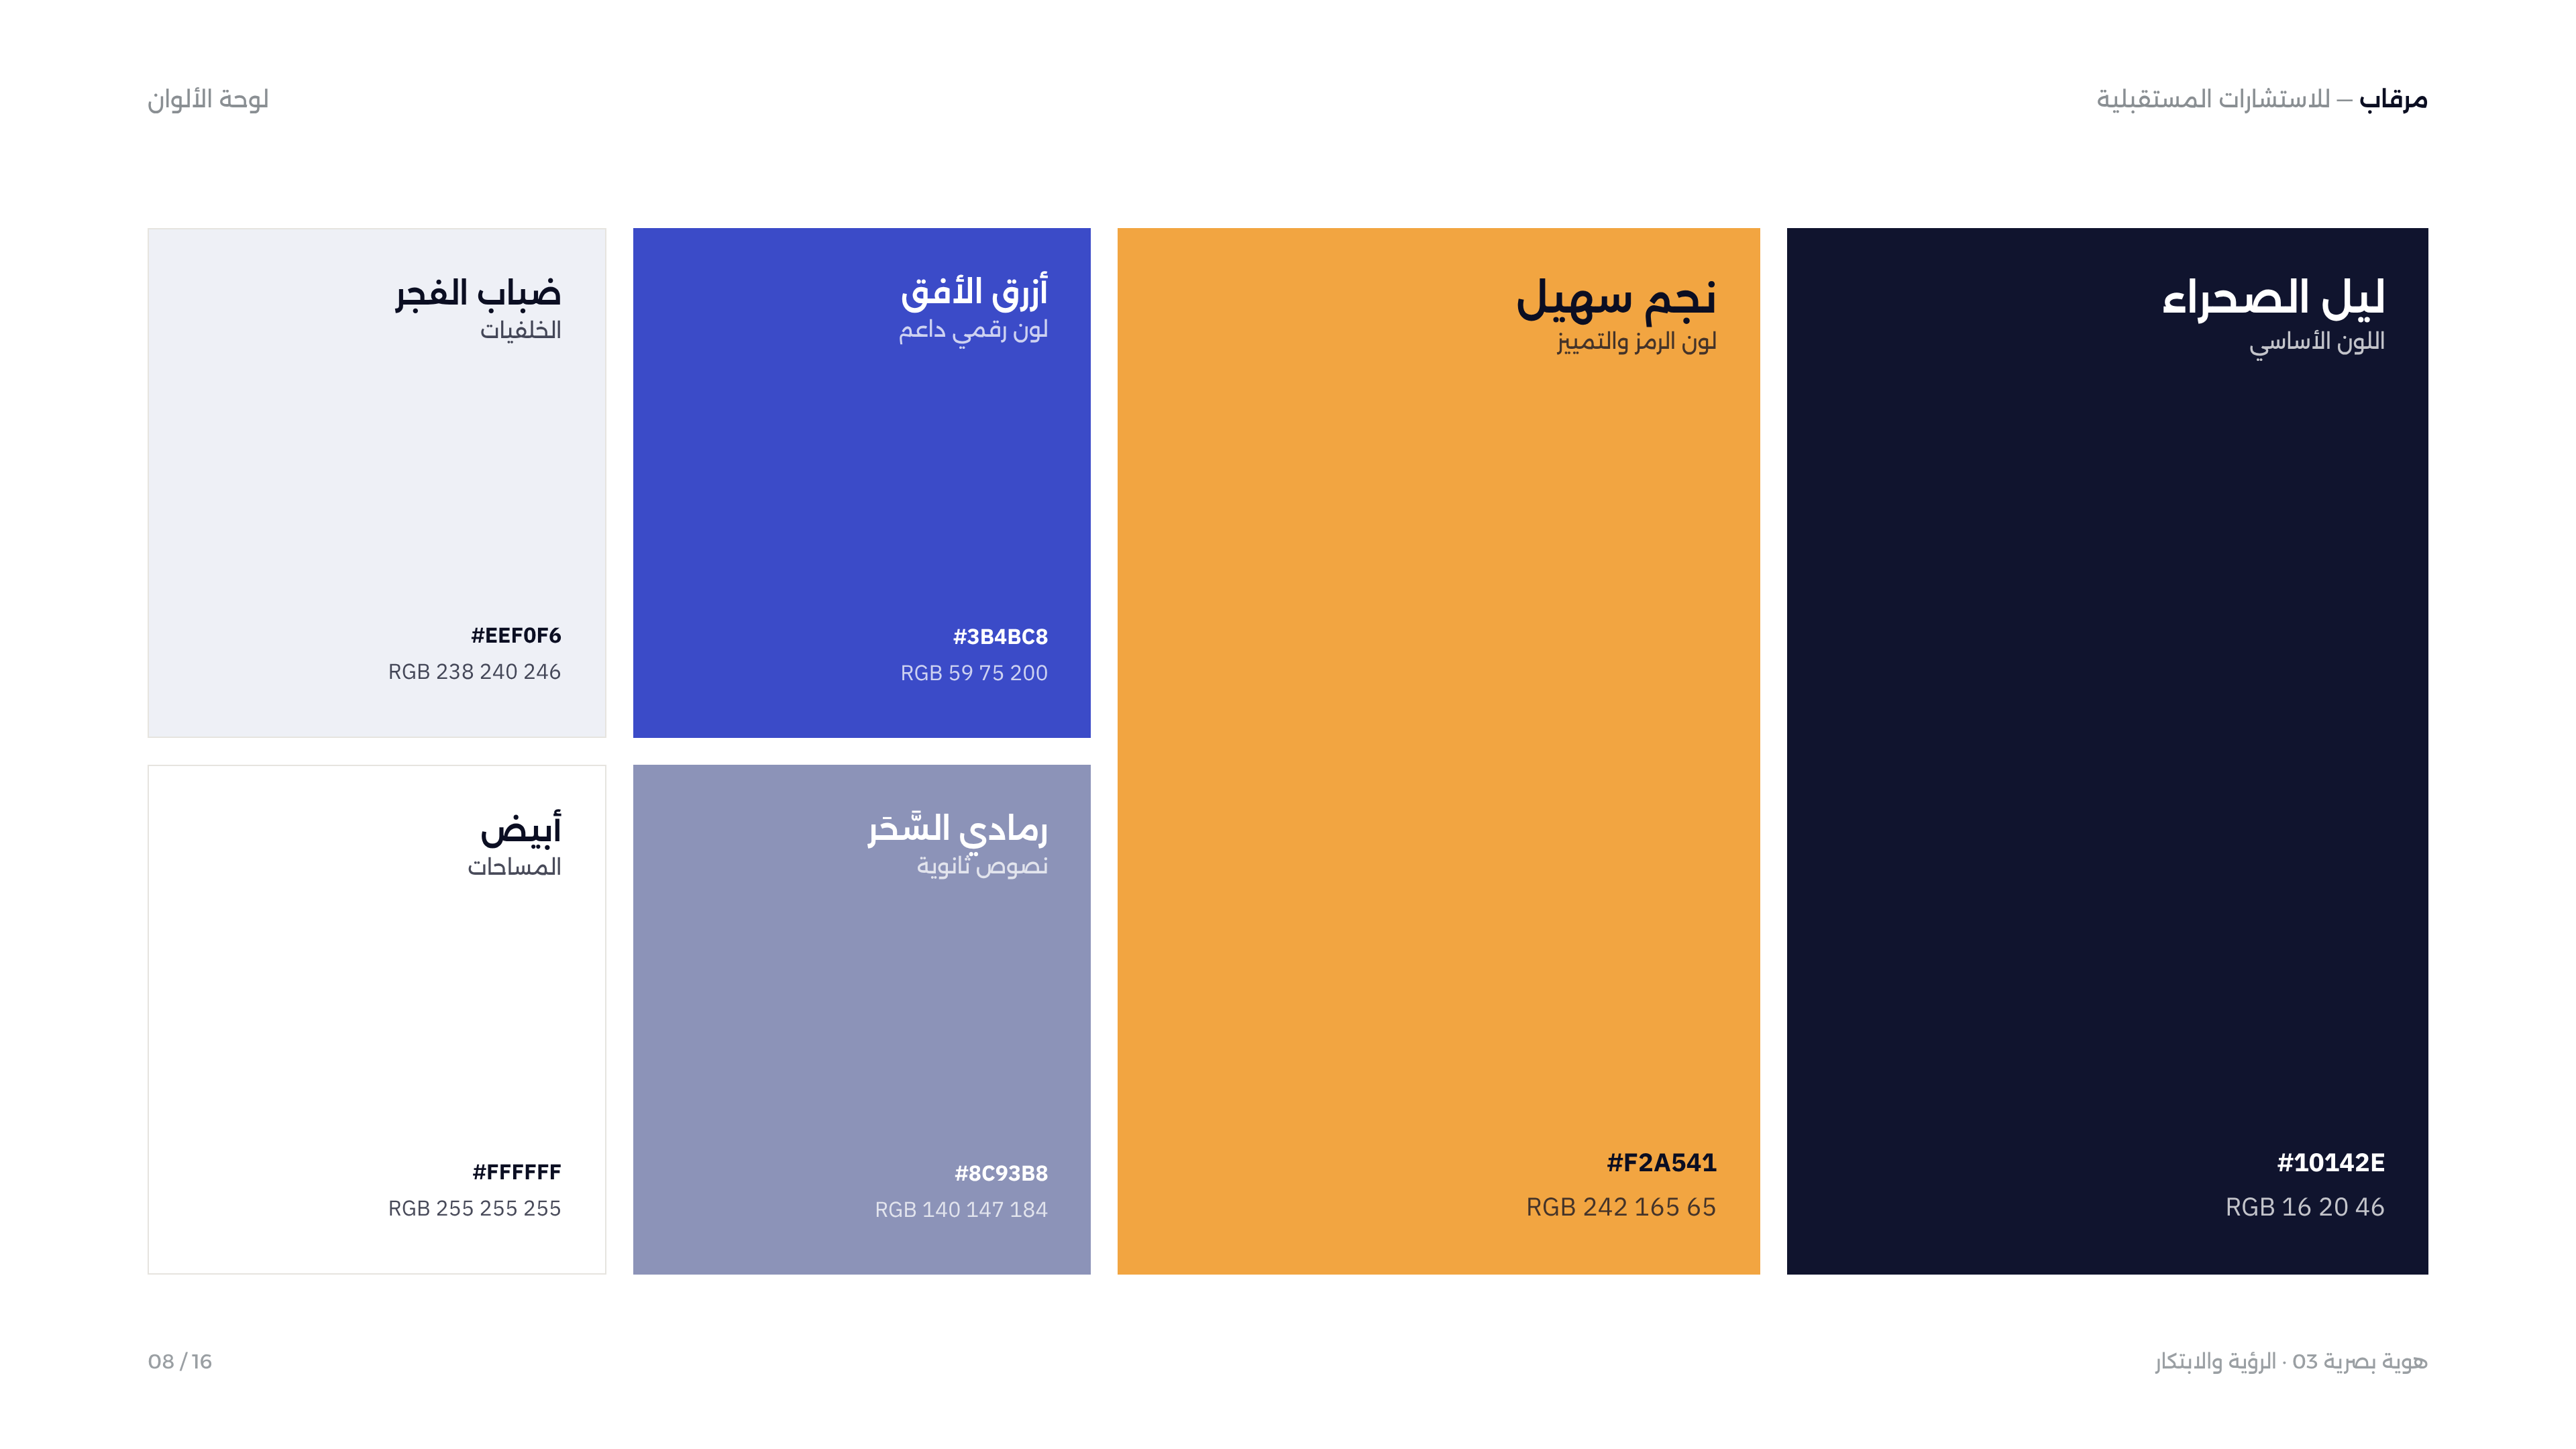 مرقاب – للاستشارات المستقبلية
لوحة الألوان
ليل الصحراء
اللون الأساسي
#10142E
RGB 16 20 46
نجم سهيل
لون الرمز والتمييز
#F2A541
RGB 242 165 65
أزرق الأفق
لون رقمي داعم
#3B4BC8
RGB 59 75 200
ضباب الفجر
الخلفيات
#EEF0F6
RGB 238 240 246
رمادي السَّحَر
نصوص ثانوية
#8C93B8
RGB 140 147 184
أبيض
المساحات
#FFFFFF
RGB 255 255 255
هوية بصرية 03 · الرؤية والابتكار
08 / 16